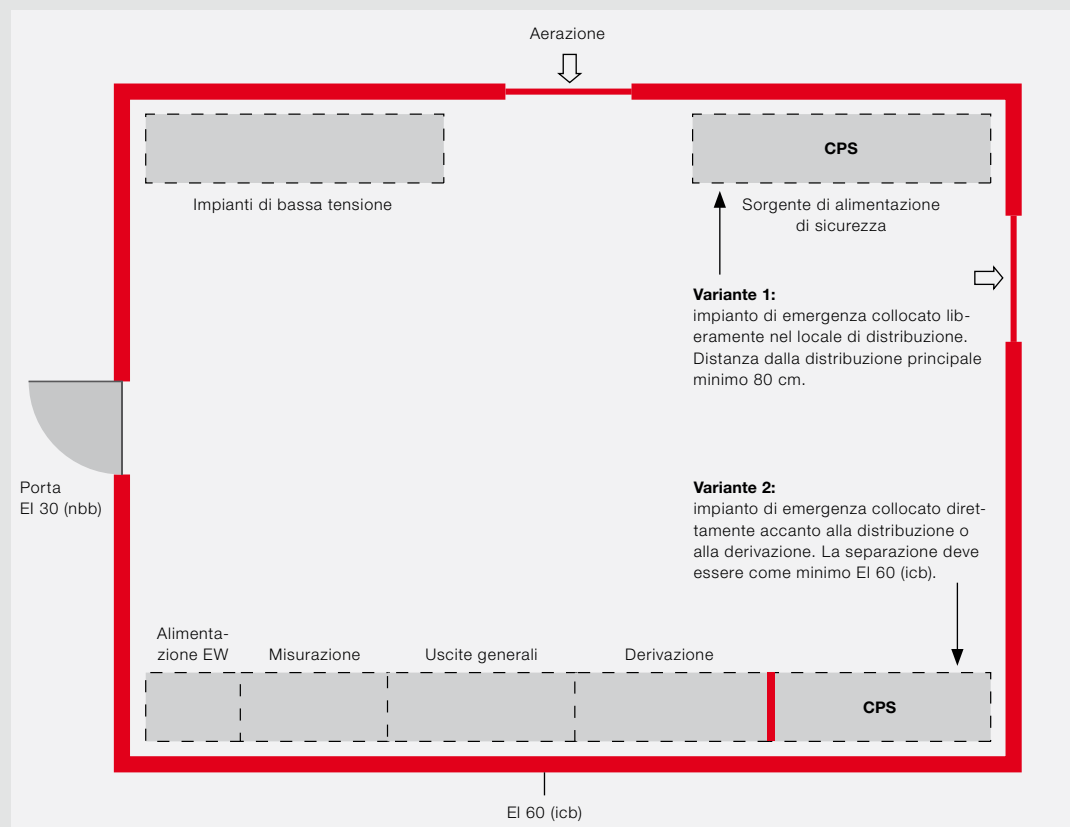 Aerazione
CPS
Impianti di bassa tensione
Sorgente di alimentazione
di sicurezza
Variante 1:
impianto di emergenza collocato lib-
eramente nel locale di distribuzione.
Distanza dalla distribuzione principale
minimo 80 cm.
Porta
EI 30 (nbb)
Variante 2:
impianto di emergenza collocato diret-
tamente accanto alla distribuzione o
alla derivazione. La separazione deve
essere come minimo EI 60 (icb).
Alimenta-
zione EW
Misurazione
Uscite generali
Derivazione
CPS
EI 60 (icb)